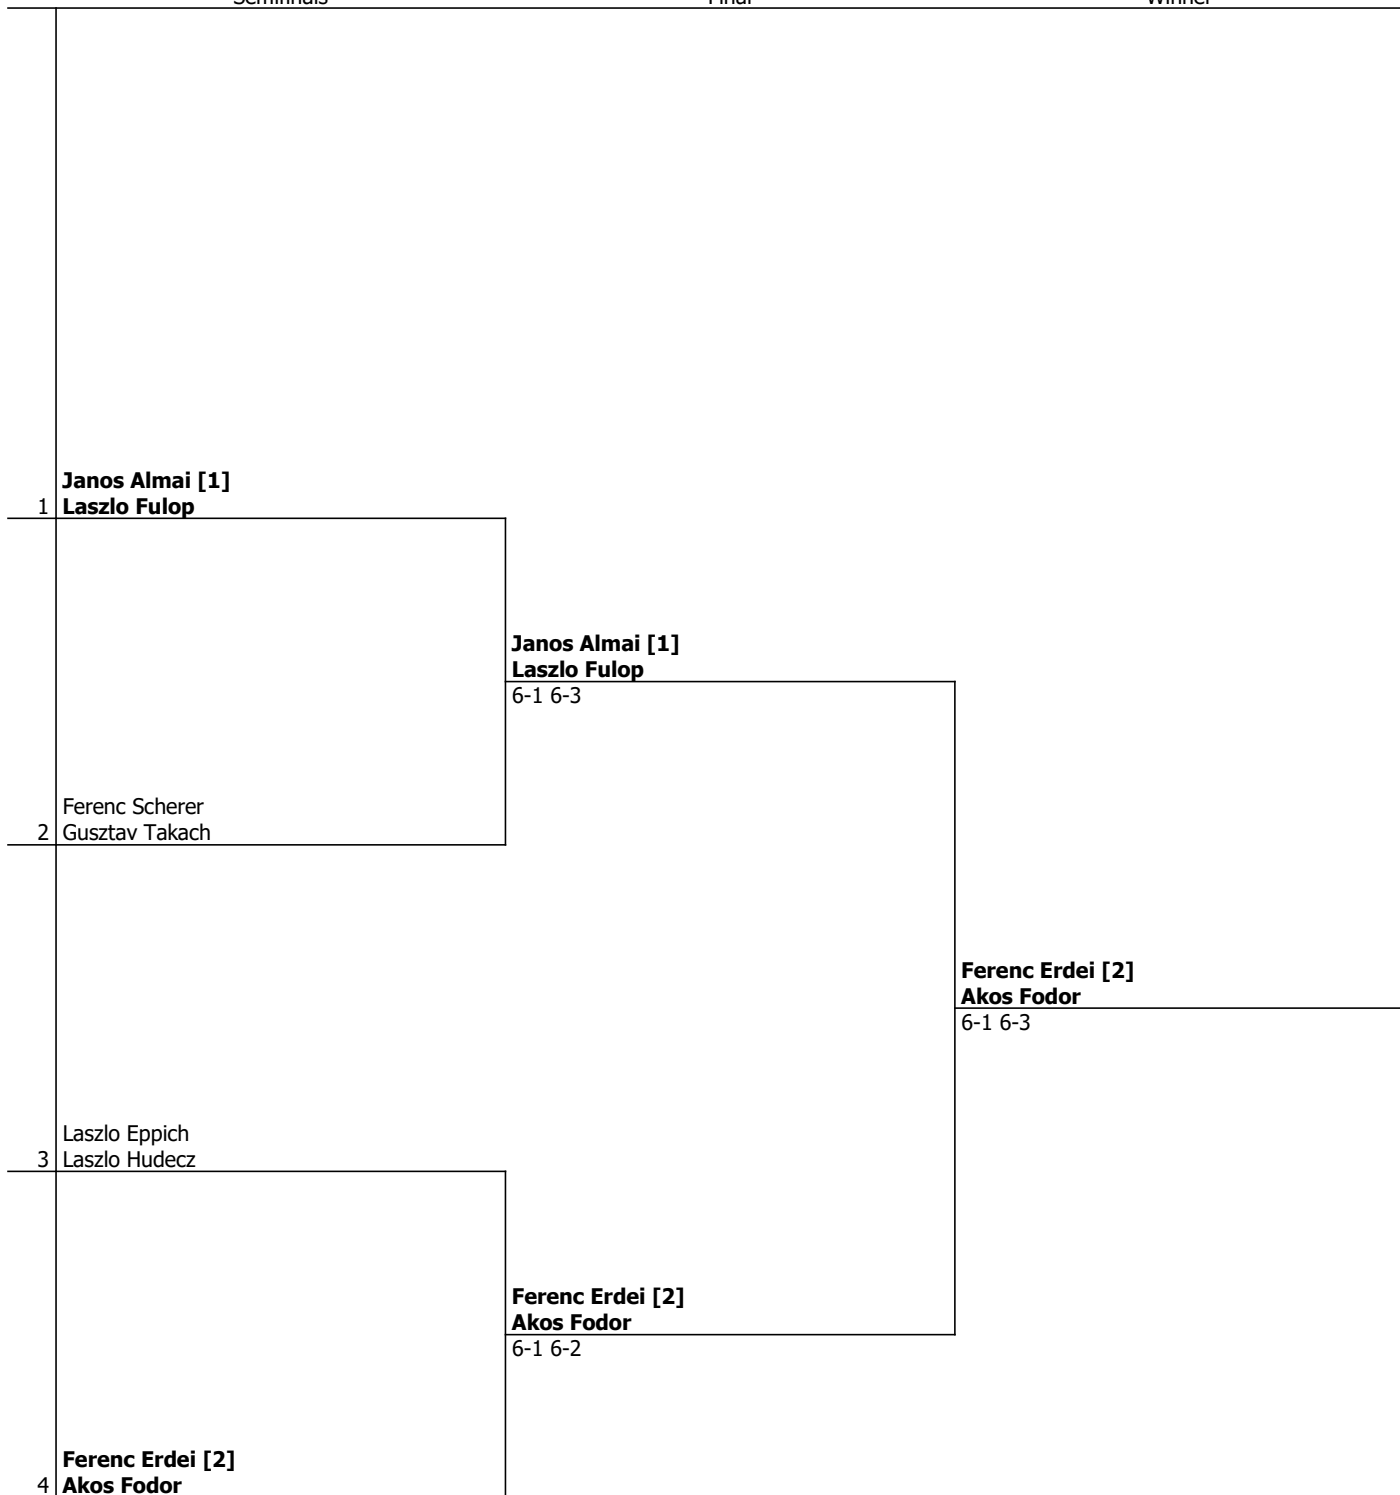 Semifinals Final Winner
Janos Almai [1]
1 Laszlo Fulop
Janos Almai [1]
Laszlo Fulop
6-1 6-3
Ferenc Scherer
2 Gusztav Takach
Ferenc Erdei [2]
Akos Fodor
6-1 6-3
Laszlo Eppich
3 Laszlo Hudecz
Ferenc Erdei [2]
Akos Fodor
6-1 6-2
Ferenc Erdei [2]
4 Akos Fodor